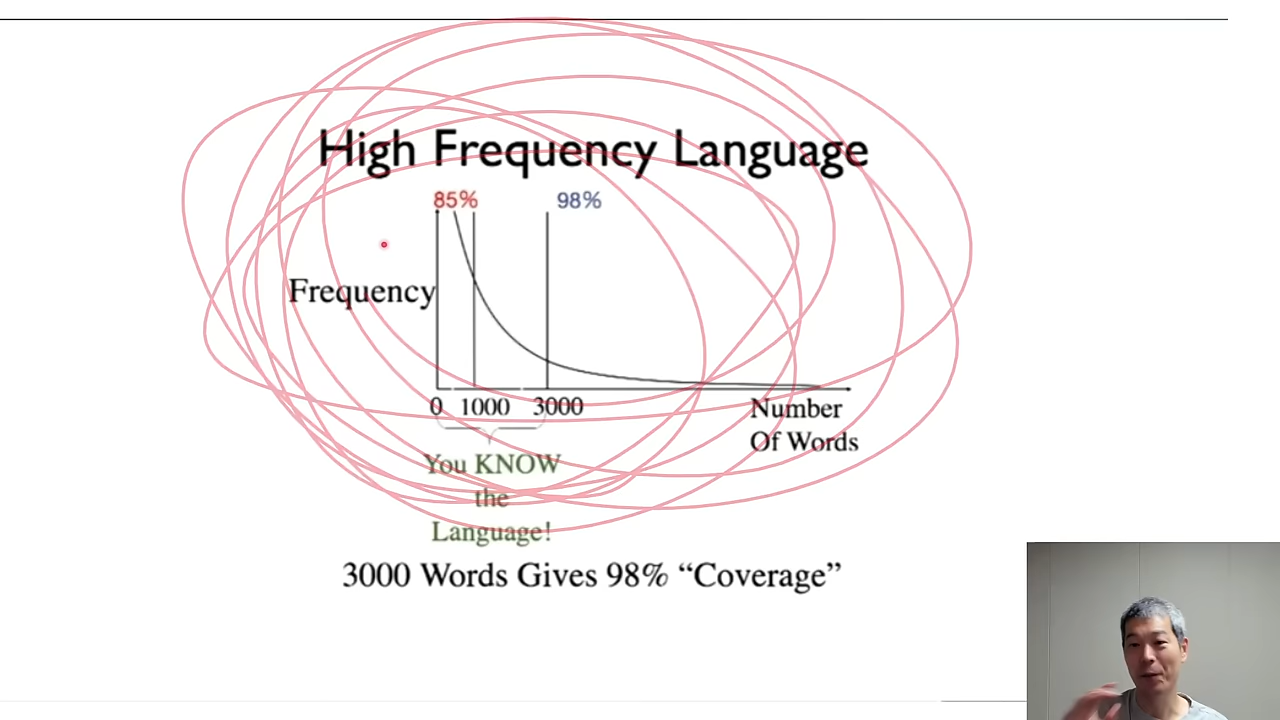 High Frequency Language
85% 98%
Frequency
0 1000 3000
Number
Of Words
You KNOW
the
Language!
3000 Words Gives 98% “Coverage”